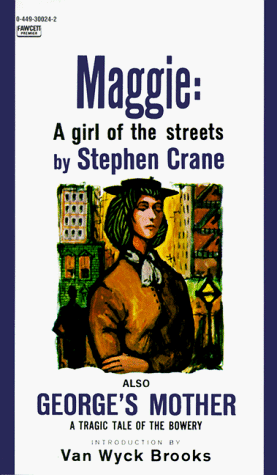 0-449-30024-2
FAWCETT
PREMIER
Maggie:
A girl of the streets
by Stephen Crane
ALSO
GEORGE'S MOTHER
A TRAGIC TALE OF THE BOWERY
INTRODUCTION BY
Van Wyck Brooks